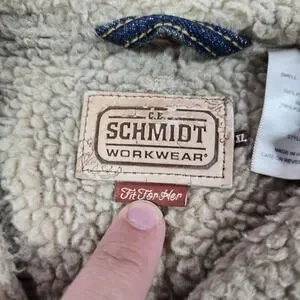 C.E.
SCHMIDT
WORKWEAR®
XL
Fit For Her